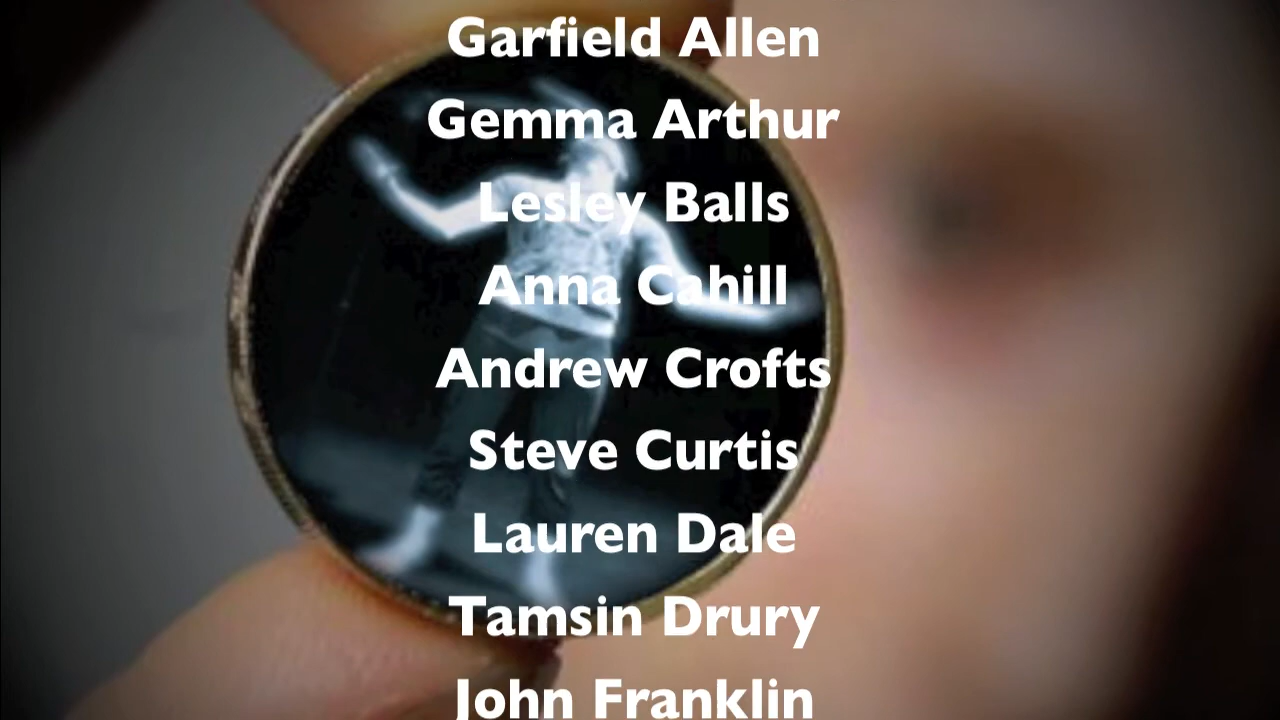 Garfield Allen
Gemma Arthur
Lesley Balls
Anna Cahill
Andrew Crofts
Steve Curtis
Lauren Dale
Tamsin Drury
John Franklin